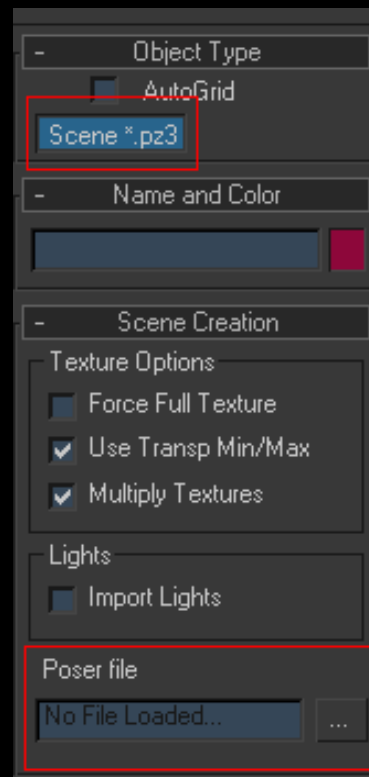 - Object Type
AutoGrid
Scene *.pz3
- Name and Color
- Scene Creation
Texture Options
Force Full Texture
Use Transp Min/Max
Multiply Textures
Lights
Import Lights
Poser file
No File Loaded... ...